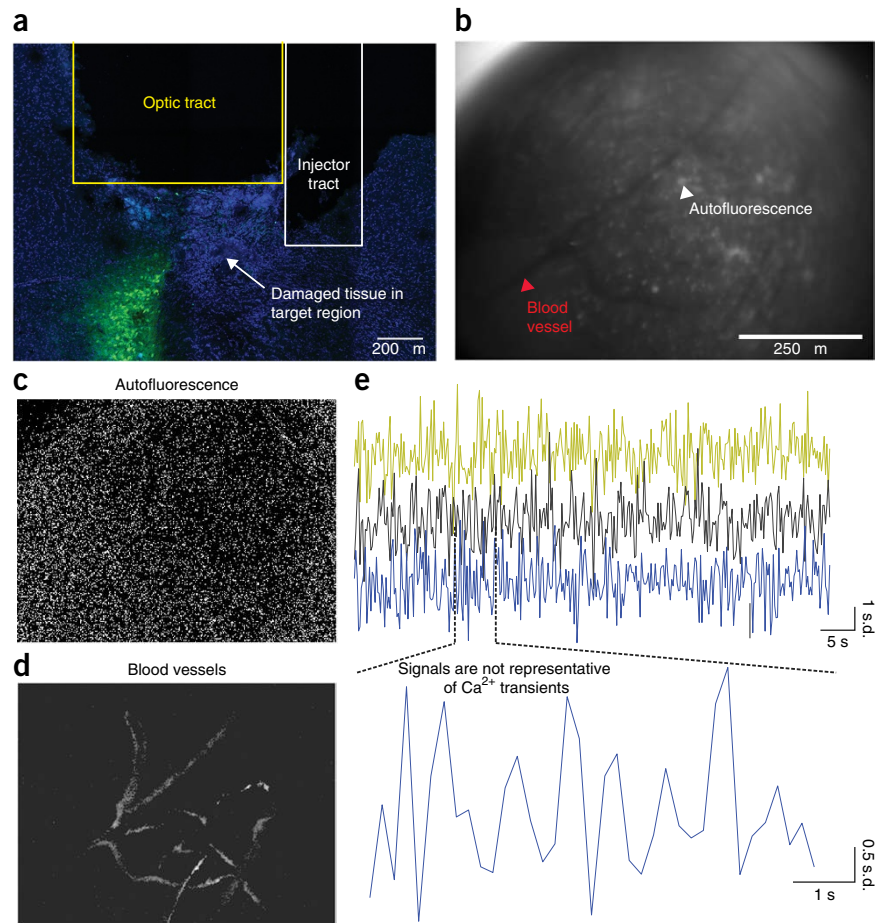 a
Optic tract
Injector
tract
Damaged tissue in
target region
200 m
b
Autofluorescence
Blood
vessel
250 m
c
Autofluorescence
d
Blood vessels
e
1 s.d.
5 s
Signals are not representative
of Ca²⁺ transients
0.5 s.d.
1 s